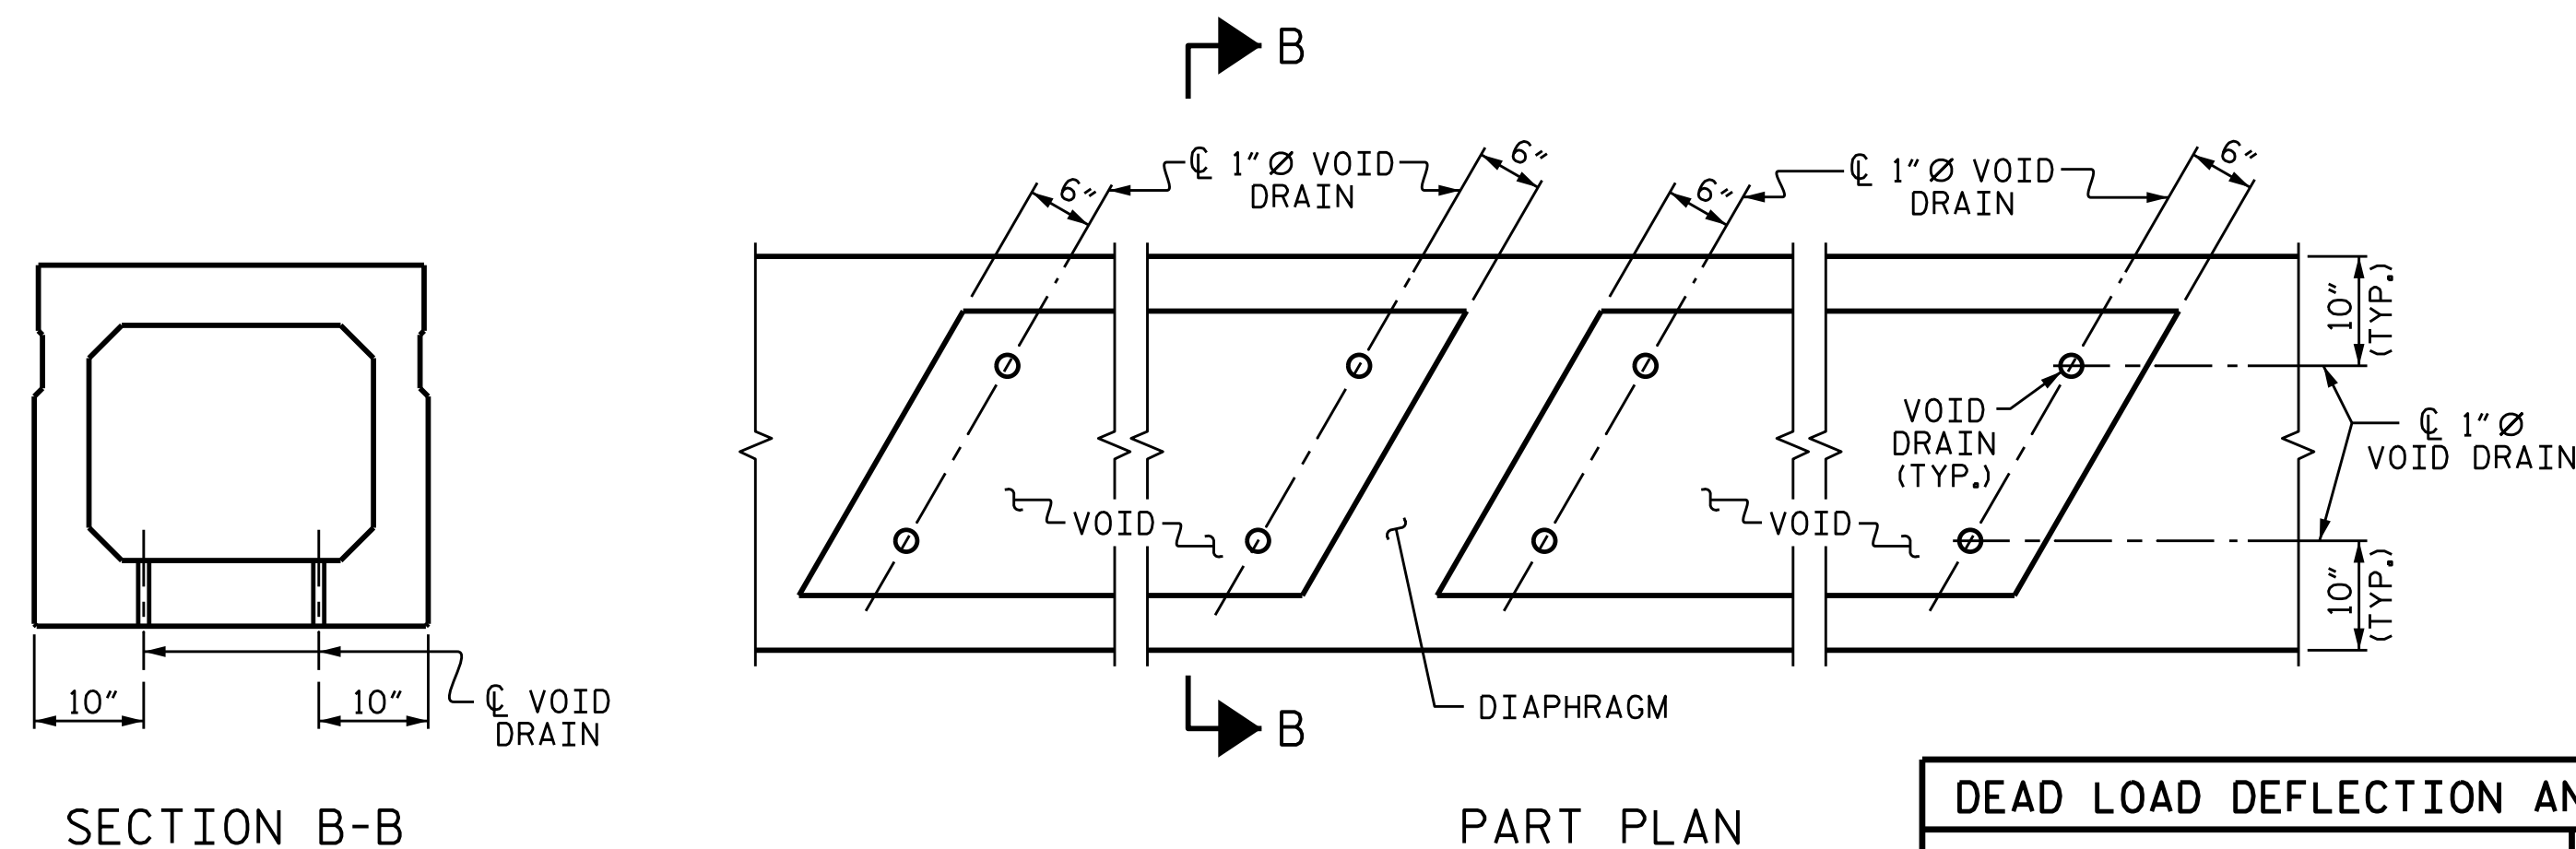 B
6"
℄ 1"Ø VOID
DRAIN
6"
6"
℄ 1"Ø VOID
DRAIN
6"
10"
(TYP.)
VOID
DRAIN
(TYP.)
℄ 1"Ø
VOID DRAIN
VOID
VOID
10"
(TYP.)
10"
10"
℄ VOID
DRAIN
DIAPHRAGM
B
SECTION B-B
PART PLAN
DEAD LOAD DEFLECTION